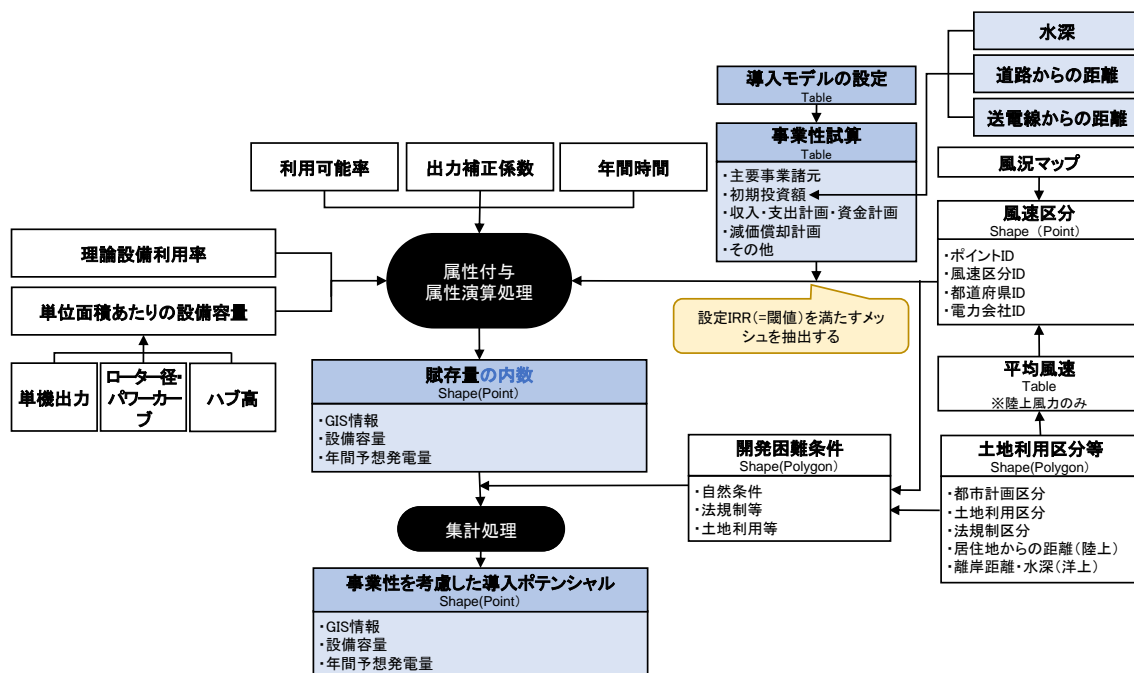 水深
道路からの距離
送電線からの距離
導入モデルの設定
Table
事業性試算
Table
・主要事業諸元
・初期投資額
・収入・支出計画・資金計画
・減価償却計画
・その他
利用可能率
出力補正係数
年間時間
風況マップ
風速区分
Shape（Point）
・ポイントID
・風速区分ID
・都道府県ID
・電力会社ID
理論設備利用率
単位面積あたりの設備容量
属性付与
属性演算処理
設定IRR（=閾値）を満たすメッ
シュを抽出する
単機出力
ローター径・
パワーカー
ブ
ハブ高
賦存量の内数
Shape(Point)
・GIS情報
・設備容量
・年間予想発電量
平均風速
Table
※陸上風力のみ
開発困難条件
Shape(Polygon)
・自然条件
・法規制等
・土地利用等
土地利用区分等
Shape(Polygon)
・都市計画区分
・土地利用区分
・法規制区分
・居住地からの距離（陸上）
・離岸距離・水深（洋上）
集計処理
事業性を考慮した導入ポテンシャル
Shape(Point)
・GIS情報
・設備容量
・年間予想発電量